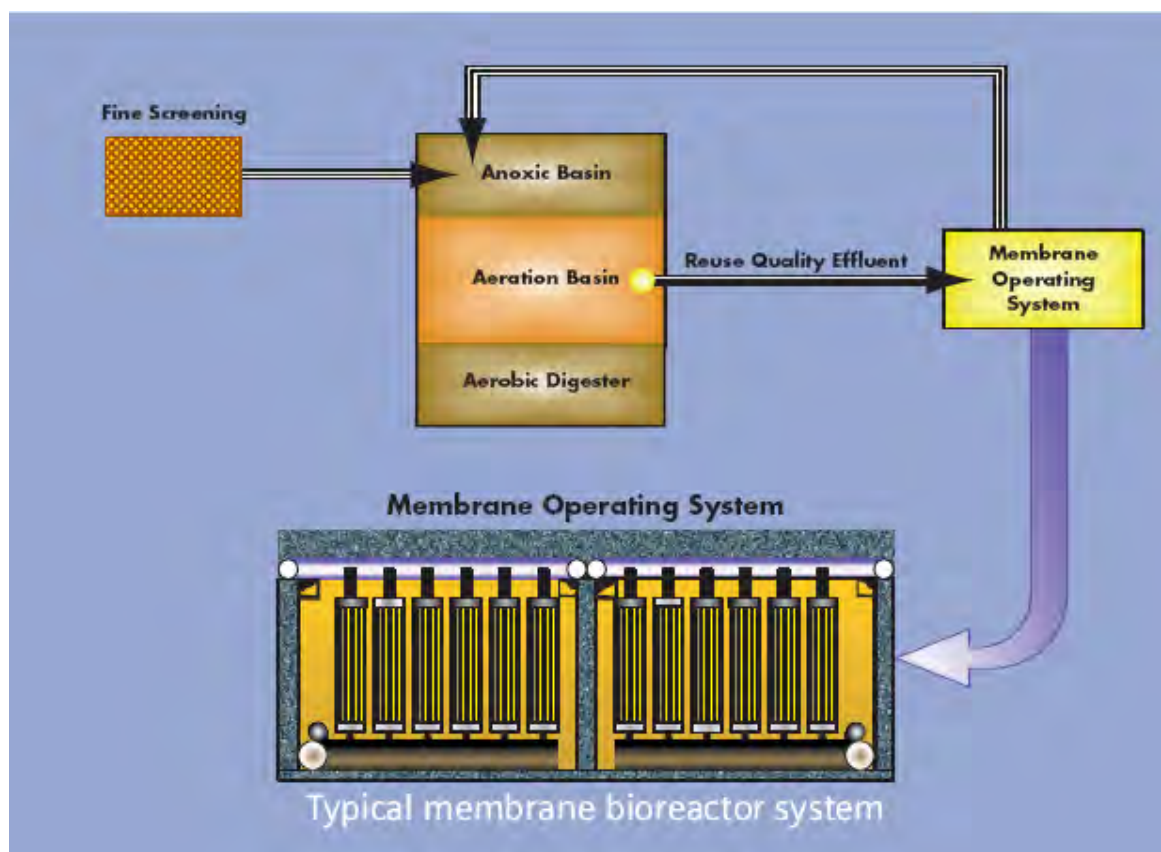 Fine Screening
Anoxic Basin
Aeration Basin
Reuse Quality Effluent
Membrane
Operating
System
Aerobic Digester
Membrane Operating System
Typical membrane bioreactor system